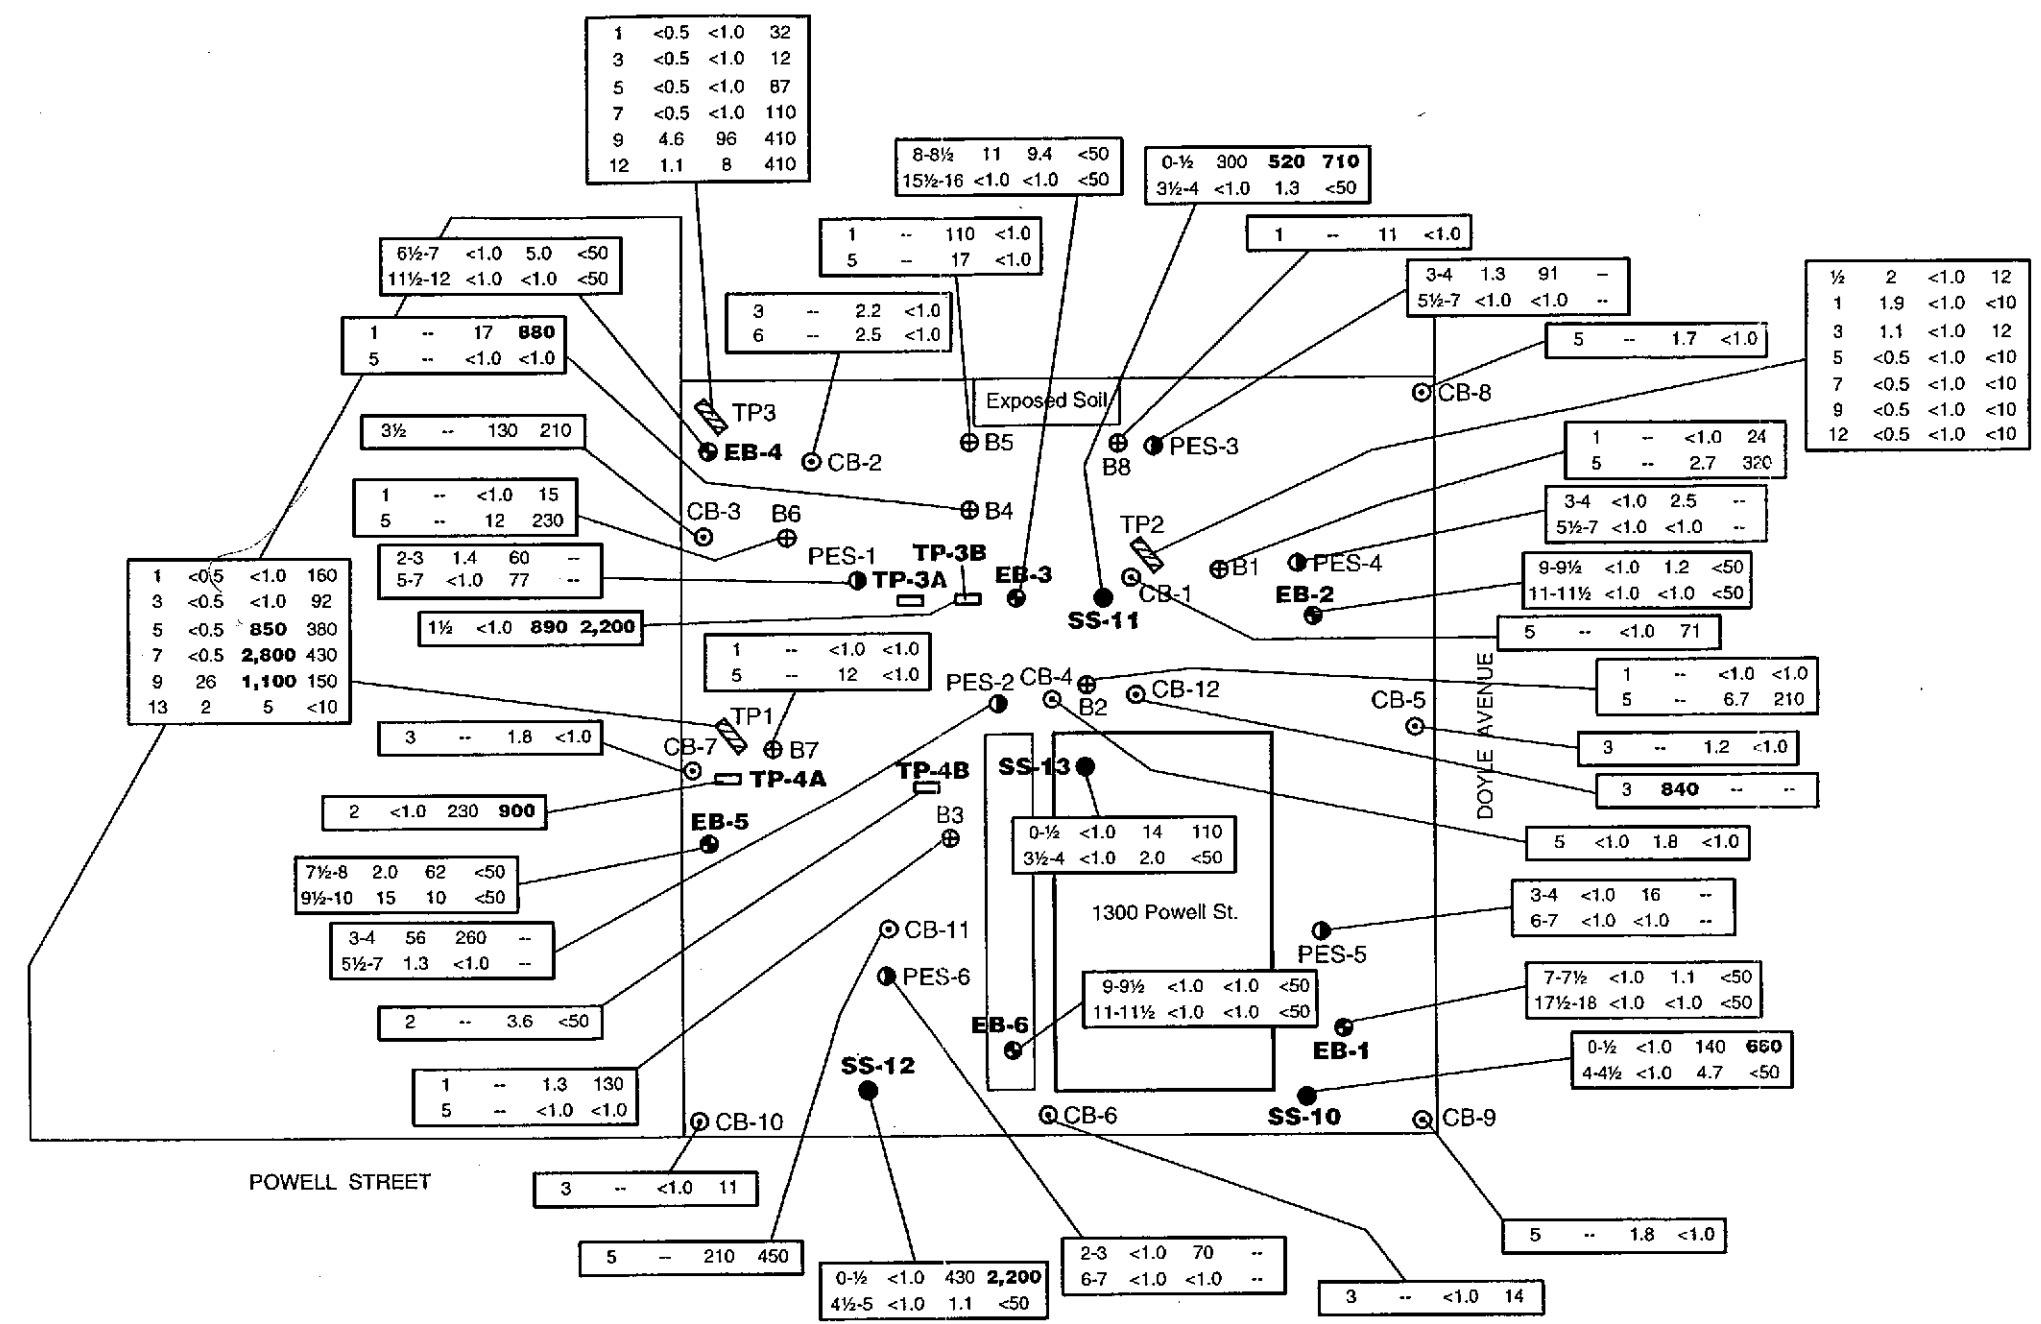 1 <0.5 <1.0 32
3 <0.5 <1.0 12
5 <0.5 <1.0 87
7 <0.5 <1.0 110
9 4.6 96 410
12 1.1 8 410
8-8½ 11 9.4 <50
15½-16 <1.0 <1.0 <50
0-½ 300 520 710
3½-4 <1.0 1.3 <50
1 -- 110 <1.0
5 -- 17 <1.0
1 -- 11 <1.0
6½-7 <1.0 5.0 <50
11½-12 <1.0 <1.0 <50
3-4 1.3 91 --
5½-7 <1.0 <1.0 --
½ 2 <1.0 12
1 1.9 <1.0 <10
3 1.1 <1.0 12
5 <0.5 <1.0 <10
7 <0.5 <1.0 <10
9 <0.5 <1.0 <10
12 <0.5 <1.0 <10
3 -- 2.2 <1.0
6 -- 2.5 <1.0
1 -- 17 880
5 -- <1.0 <1.0
5 -- 1.7 <1.0
Exposed Soil
CB-8
TP3
3½ -- 130 210
EB-4
CB-2
B5
B8
PES-3
1 -- <1.0 24
5 -- 2.7 320
1 -- <1.0 15
5 -- 12 230
CB-3
B6
B4
TP2
3-4 <1.0 2.5 --
5½-7 <1.0 <1.0 --
2-3 1.4 60 --
5-7 <1.0 77 --
PES-1
TP-3B
TP-3A
EB-3
CB-1
B1
PES-4
EB-2
9-9½ <1.0 1.2 <50
11-11½ <1.0 <1.0 <50
1 <0.5 <1.0 160
3 <0.5 <1.0 92
5 <0.5 850 380
7 <0.5 2,800 430
9 26 1,100 150
13 2 5 <10
1½ <1.0 890 2,200
SS-11
5 -- <1.0 71
1 -- <1.0 <1.0
5 -- 12 <1.0
PES-2
CB-4
B2
CB-12
CB-5
DOYLE AVENUE
1 -- <1.0 <1.0
5 -- 6.7 210
3 -- 1.8 <1.0
CB-7
TP1
B7
TP-4A
TP-4B
SS-13
3 -- 1.2 <1.0
3 840 -- --
2 <1.0 230 900
EB-5
B3
0-½ <1.0 14 110
3½-4 <1.0 2.0 <50
5 <1.0 1.8 <1.0
7½-8 2.0 62 <50
9½-10 15 10 <50
1300 Powell St.
3-4 <1.0 16 --
6-7 <1.0 <1.0 --
3-4 56 260 --
5½-7 1.3 <1.0 --
CB-11
PES-5
PES-6
9-9½ <1.0 <1.0 <50
11-11½ <1.0 <1.0 <50
7-7½ <1.0 1.1 <50
17½-18 <1.0 <1.0 <50
2 -- 3.6 <50
EB-6
EB-1
0-½ <1.0 140 660
4-4½ <1.0 4.7 <50
1 -- 1.3 130
5 -- <1.0 <1.0
SS-12
CB-10
CB-6
SS-10
CB-9
POWELL STREET
3 -- <1.0 11
5 -- 210 450
0-½ <1.0 430 2,200
4½-5 <1.0 1.1 <50
2-3 <1.0 70 --
6-7 <1.0 <1.0 --
5 -- 1.8 <1.0
3 -- <1.0 14